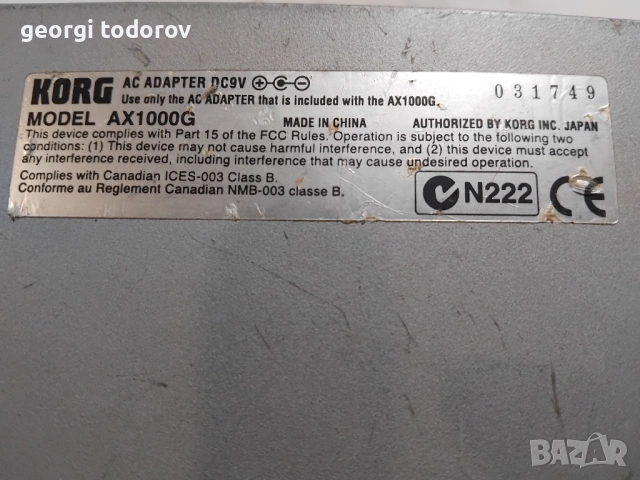 georgi todorov
KORG AC ADAPTER DC9V
Use only the AC ADAPTER that is included with the AX1000G.
031749
MODEL AX1000G MADE IN CHINA AUTHORIZED BY KORG INC. JAPAN
This device complies with Part 15 of the FCC Rules. Operation is subject to the following two
conditions: (1) This device may not cause harmful interference, and (2) this device must accept
any interference received, including interference that may cause undesired operation.
Complies with Canadian ICES-003 Class B.
Conforme au Reglement Canadien NMB-003 classe B.
N222 CE
BAZAR